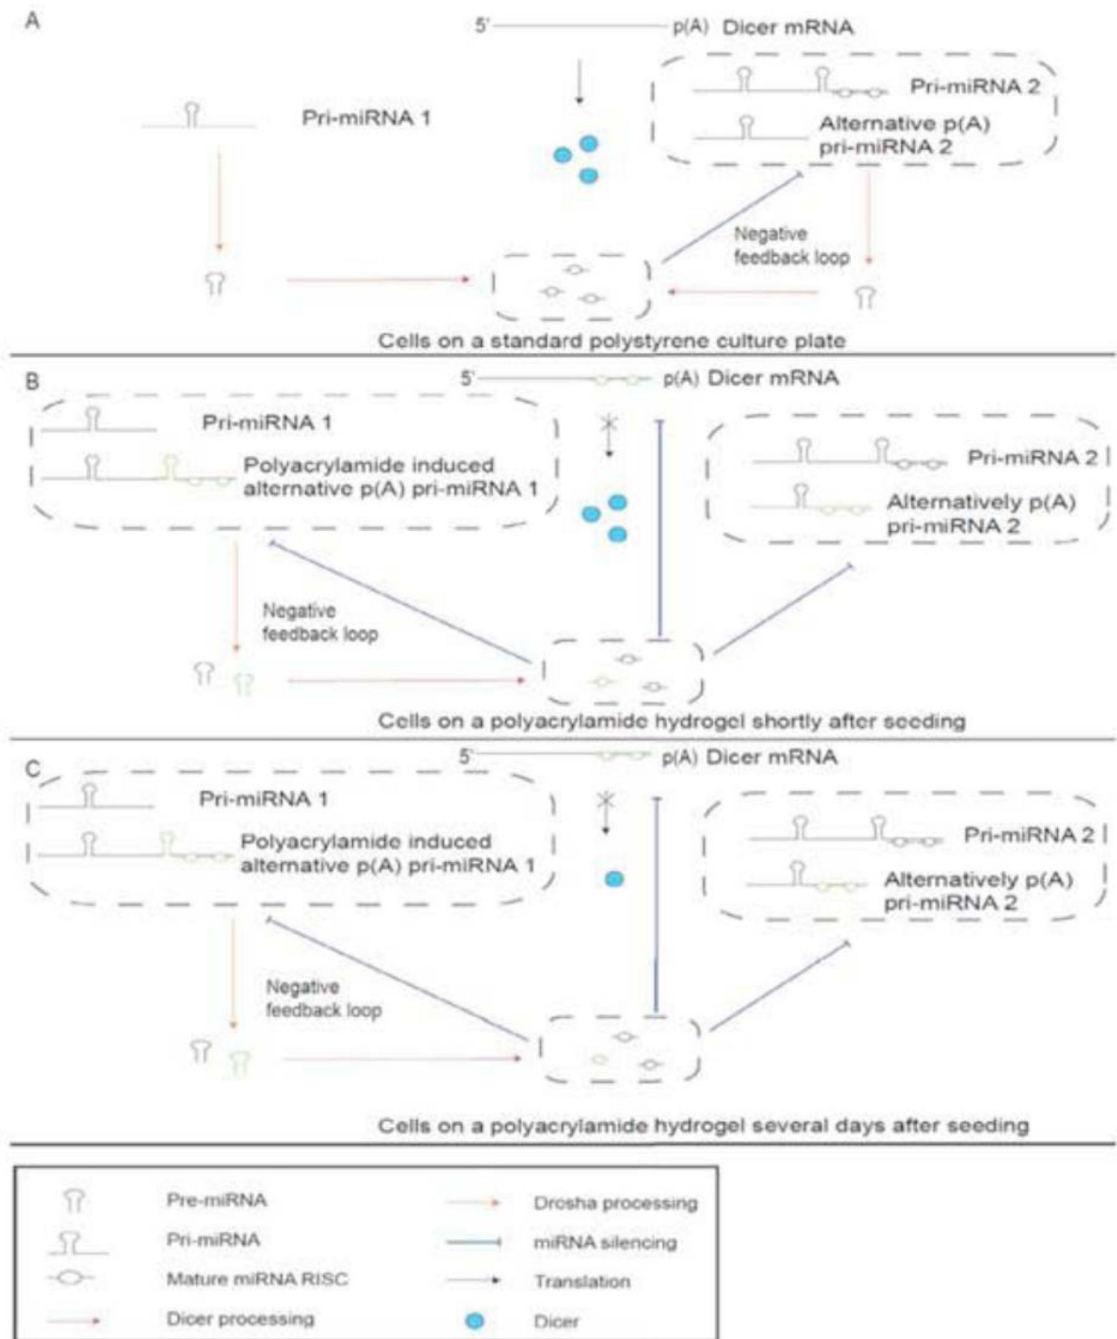 A
5' p(A) Dicer mRNA
Pri-miRNA 1
Pri-miRNA 2
Alternative p(A)
pri-miRNA 2
Negative
feedback loop
Cells on a standard polystyrene culture plate
B
5' p(A) Dicer mRNA
Pri-miRNA 1
Polyacrylamide induced
alternative p(A) pri-miRNA 1
Pri-miRNA 2
Alternatively p(A)
pri-miRNA 2
Negative
feedback loop
Cells on a polyacrylamide hydrogel shortly after seeding
C
5' p(A) Dicer mRNA
Pri-miRNA 1
Polyacrylamide induced
alternative p(A) pri-miRNA 1
Pri-miRNA 2
Alternatively p(A)
pri-miRNA 2
Negative
feedback loop
Cells on a polyacrylamide hydrogel several days after seeding
Pre-miRNA
Drosha processing
Pri-miRNA
miRNA silencing
Mature miRNA RISC
Translation
Dicer processing
Dicer